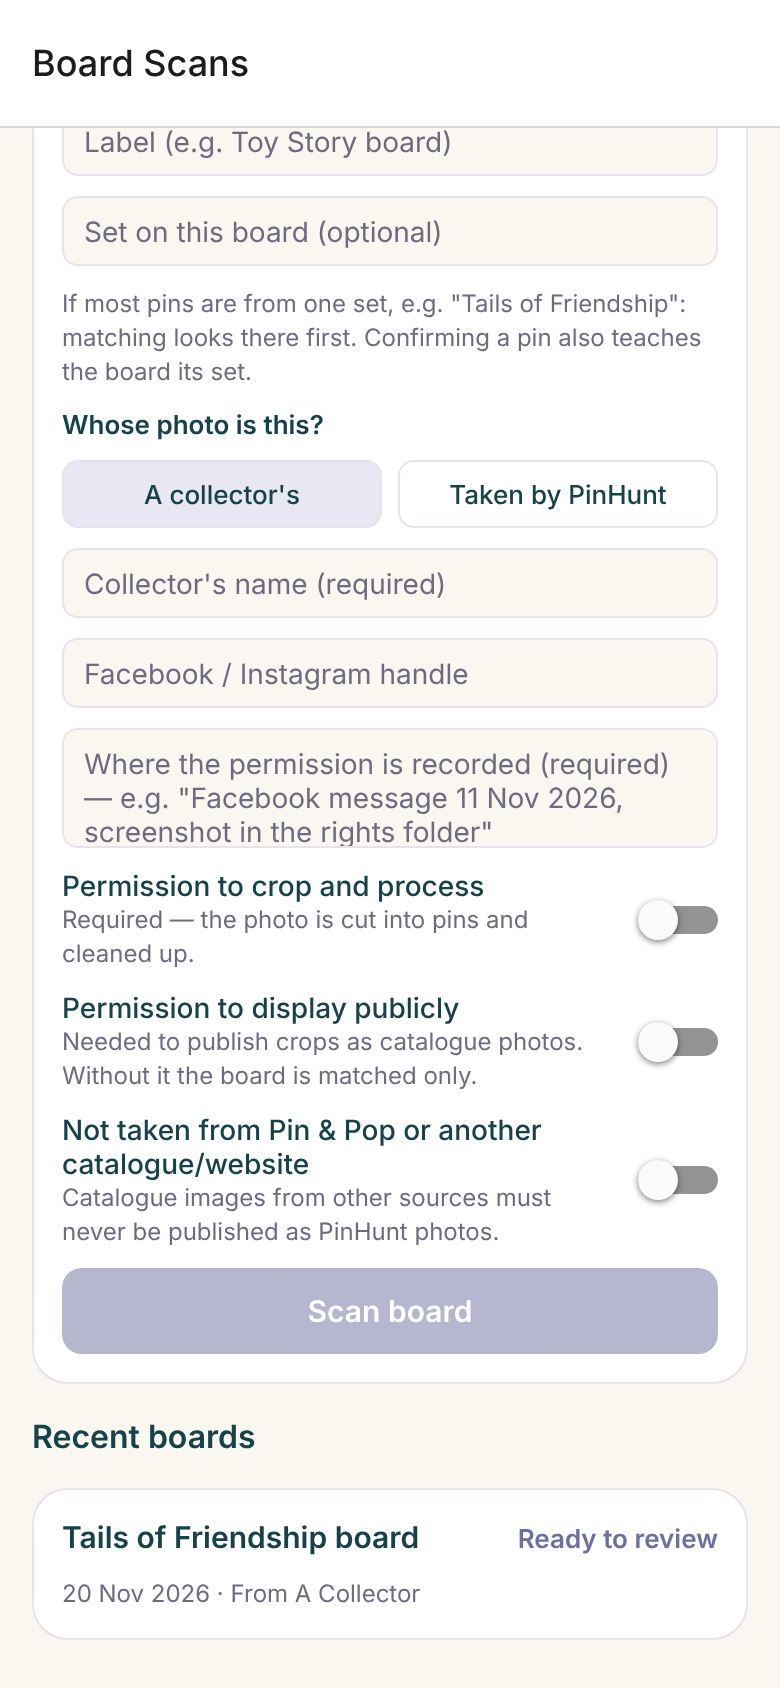 Board Scans
Label (e.g. Toy Story board)
Set on this board (optional)
If most pins are from one set, e.g. "Tails of Friendship":
matching looks there first. Confirming a pin also teaches
the board its set.
Whose photo is this?
A collector's
Taken by PinHunt
Collector's name (required)
Facebook / Instagram handle
Where the permission is recorded (required)
— e.g. "Facebook message 11 Nov 2026,
screenshot in the rights folder"
Permission to crop and process
Required — the photo is cut into pins and
cleaned up.
Permission to display publicly
Needed to publish crops as catalogue photos.
Without it the board is matched only.
Not taken from Pin & Pop or another
catalogue/website
Catalogue images from other sources must
never be published as PinHunt photos.
Scan board
Recent boards
Tails of Friendship board
Ready to review
20 Nov 2026 · From A Collector